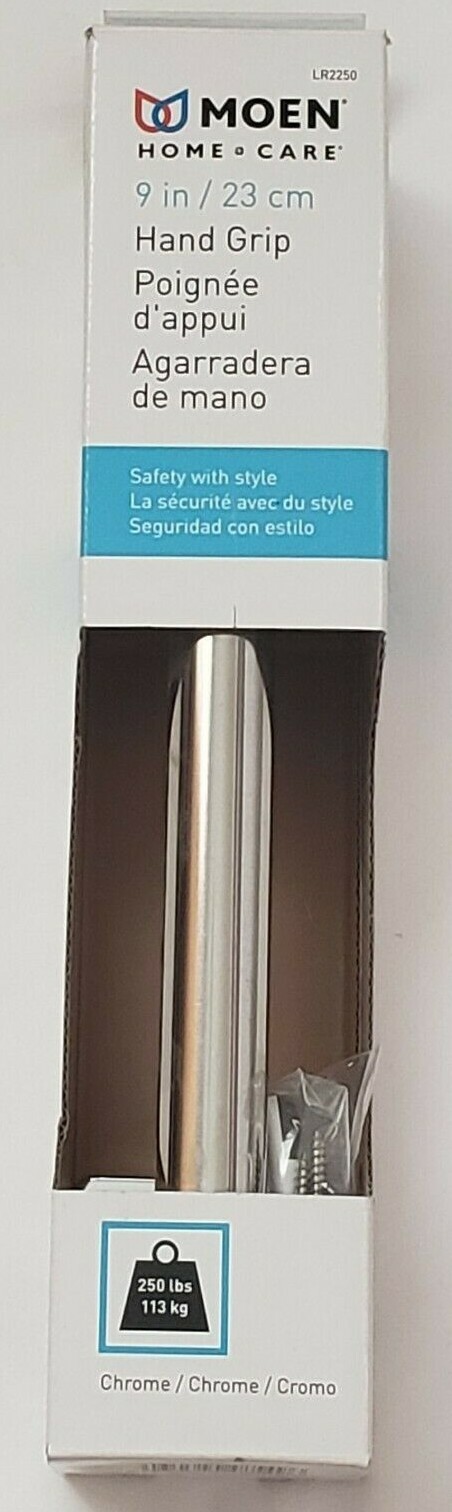 LR2250
MOEN®
HOME CARE®
9 in / 23 cm
Hand Grip
Poignée
d'appui
Agarradera
de mano
Safety with style
La sécurité avec du style
Seguridad con estilo
250 lbs
113 kg
Chrome / Chrome / Cromo